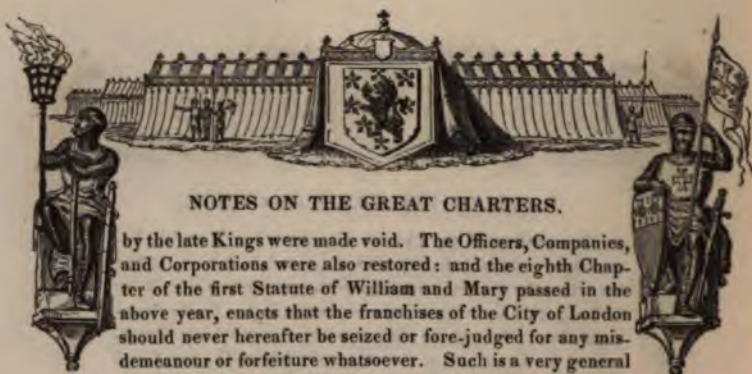 NOTES ON THE GREAT CHARTERS.
by the late Kings were made void. The Officers, Companies,
and Corporations were also restored: and the eighth Chap-
ter of the first Statute of William and Mary passed in the
above year, enacts that the franchises of the City of London
should never hereafter be seized or fore-judged for any mis-
demeanour or forfeiture whatsoever. Such is a very general